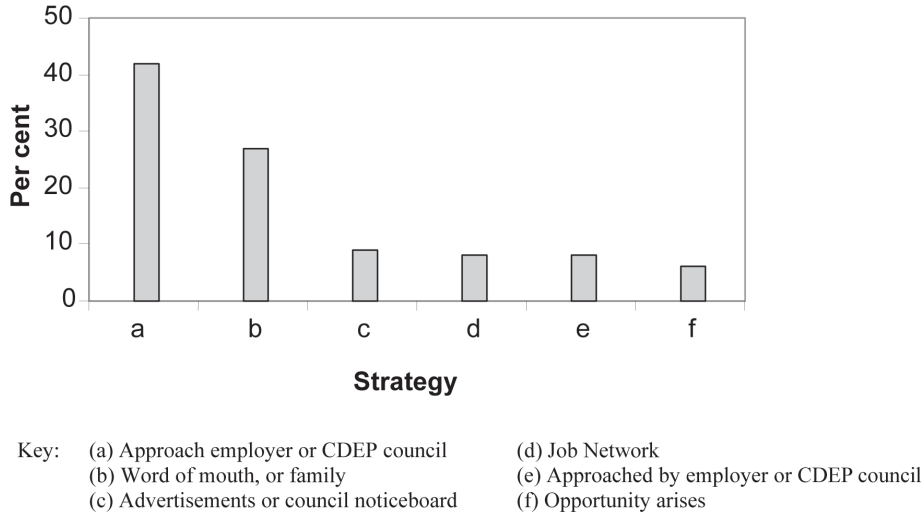 50
40
30
20
10
0
Per cent
a b c d e f
Strategy
Key: (a) Approach employer or CDEP council (d) Job Network
(b) Word of mouth, or family (e) Approached by employer or CDEP council
(c) Advertisements or council noticeboard (f) Opportunity arises